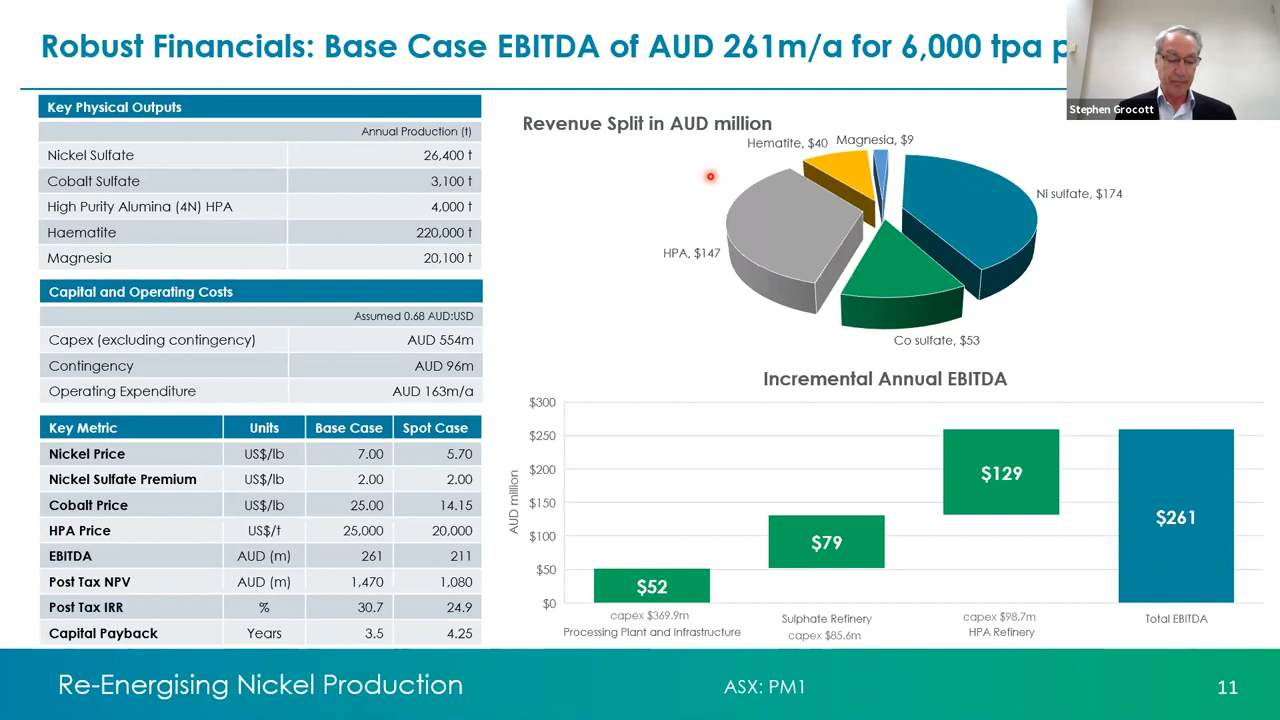 Robust Financials: Base Case EBITDA of AUD 261m/a for 6,000 tpa
Stephen Grocott
Key Physical Outputs
Annual Production (t)
Nickel Sulfate 26,400 t
Cobalt Sulfate 3,100 t
High Purity Alumina (4N) HPA 4,000 t
Haematite 220,000 t
Magnesia 20,100 t
Capital and Operating Costs
Assumed 0.68 AUD:USD
Capex (excluding contingency) AUD 554m
Contingency AUD 96m
Operating Expenditure AUD 163m/a
Key Metric Units Base Case Spot Case
Nickel Price US$/lb 7.00 5.70
Nickel Sulfate Premium US$/lb 2.00 2.00
Cobalt Price US$/lb 25.00 14.15
HPA Price US$/t 25,000 20,000
EBITDA AUD (m) 261 211
Post Tax NPV AUD (m) 1,470 1,080
Post Tax IRR % 30.7 24.9
Capital Payback Years 3.5 4.25
Revenue Split in AUD million
Hematite, $40
Magnesia, $9
Ni sulfate, $174
HPA, $147
Co sulfate, $53
Incremental Annual EBITDA
AUD million
$300
$250
$200
$150
$100
$50
$0
$52
$79
$129
$261
capex $369.9m
Processing Plant and Infrastructure
Sulphate Refinery
capex $85.6m
capex $98.7m
HPA Refinery
Total EBITDA
Re-Energising Nickel Production
ASX: PM1
11